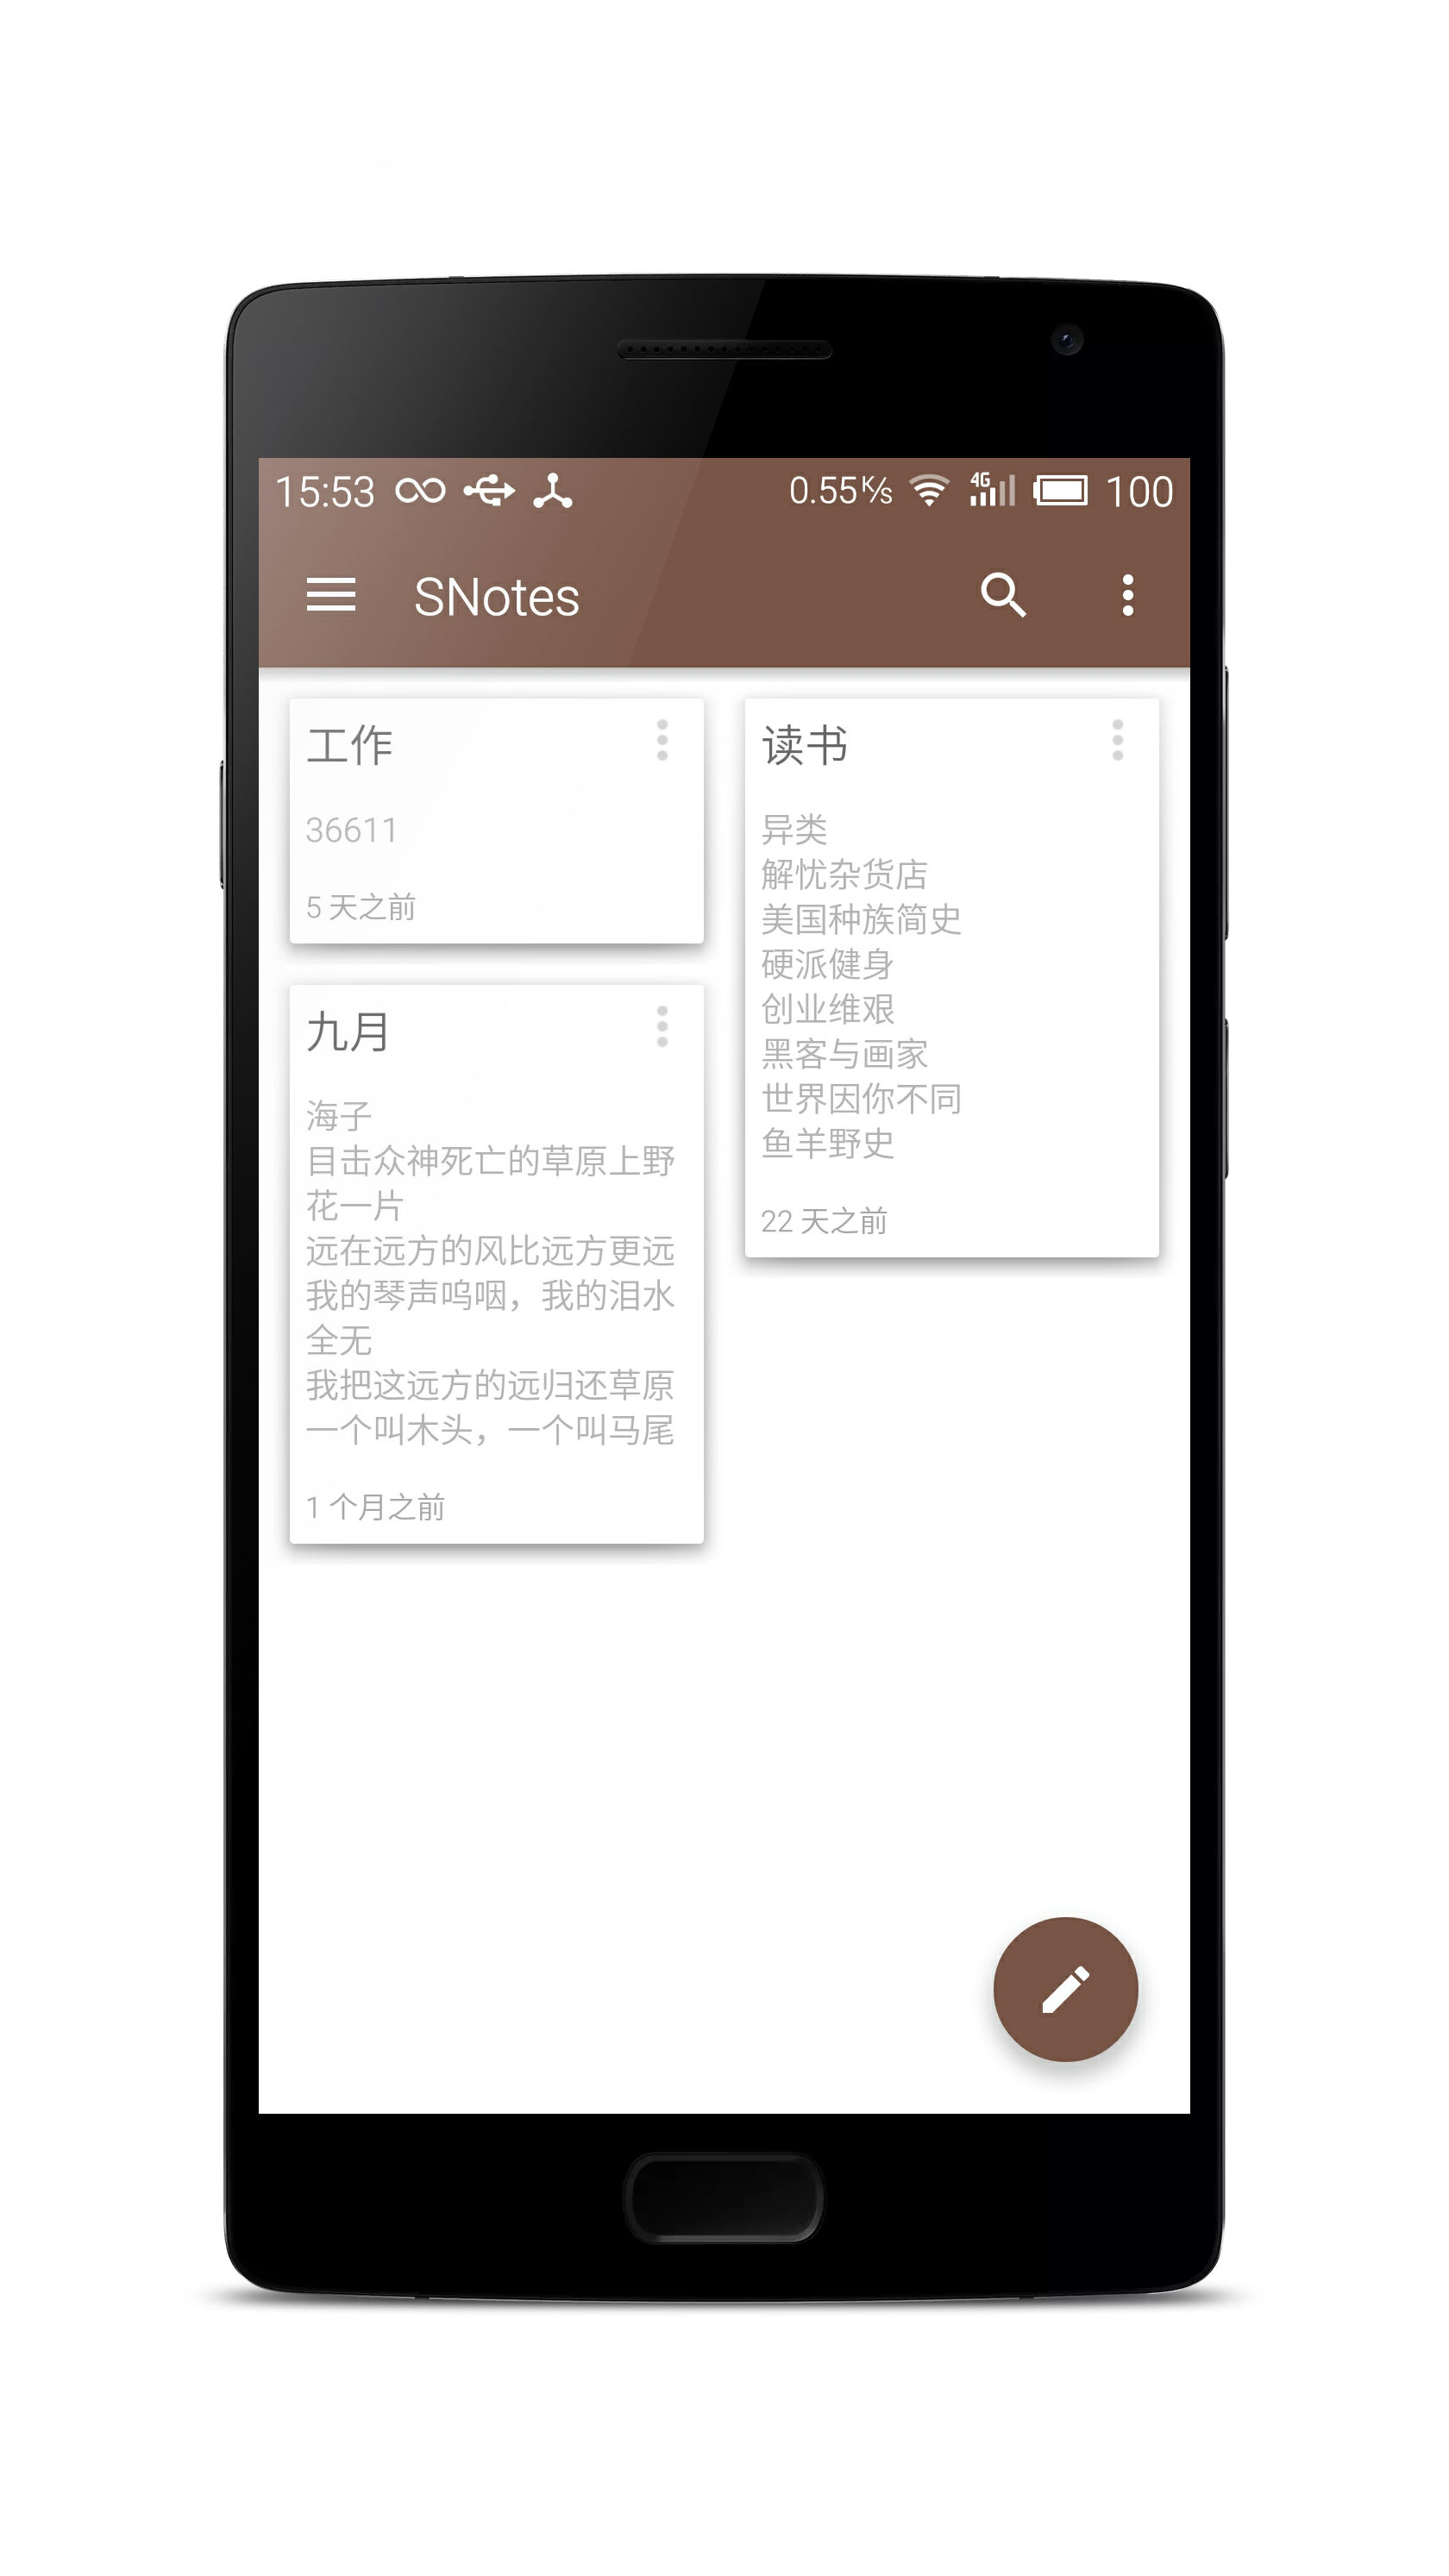 15:53 0.55K/s 4G 100
SNotes
工作
36611
5 天之前
九月
海子
目击众神死亡的草原上野
花一片
远在远方的风比远方更远
我的琴声呜咽，我的泪水
全无
我把这远方的远归还草原
一个叫木头，一个叫马尾
1 个月之前
读书
异类
解忧杂货店
美国种族简史
硬派健身
创业维艰
黑客与画家
世界因你不同
鱼羊野史
22 天之前